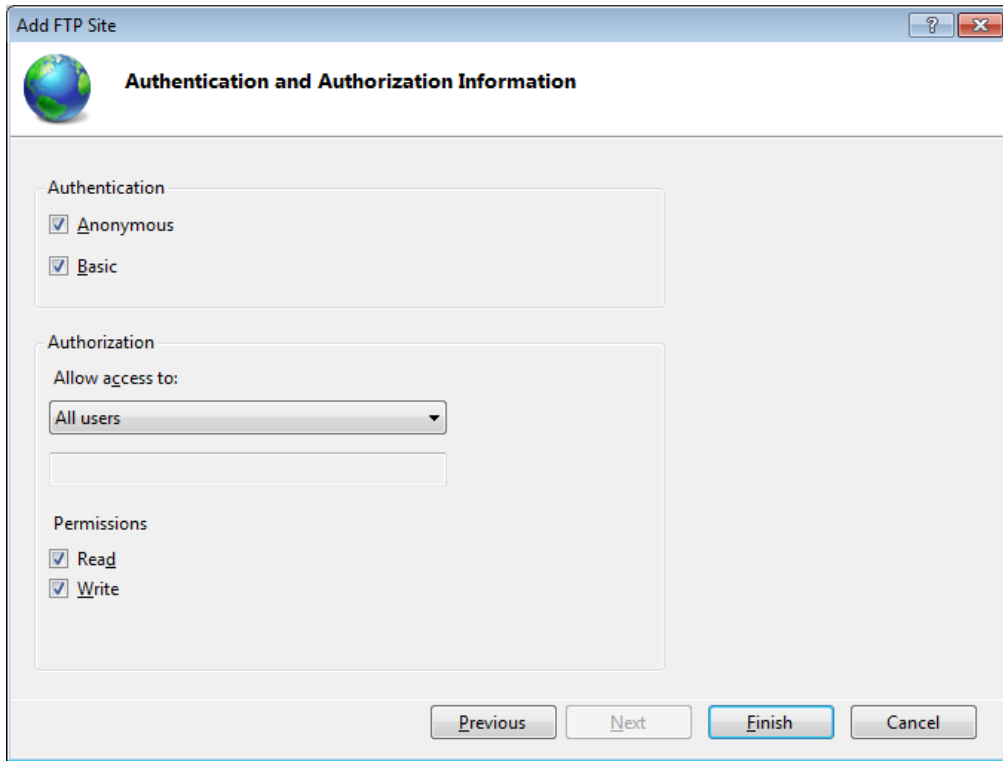 Add FTP Site
Authentication and Authorization Information
Authentication
Anonymous
Basic
Authorization
Allow access to:
All users
Permissions
Read
Write
Previous Next Finish Cancel